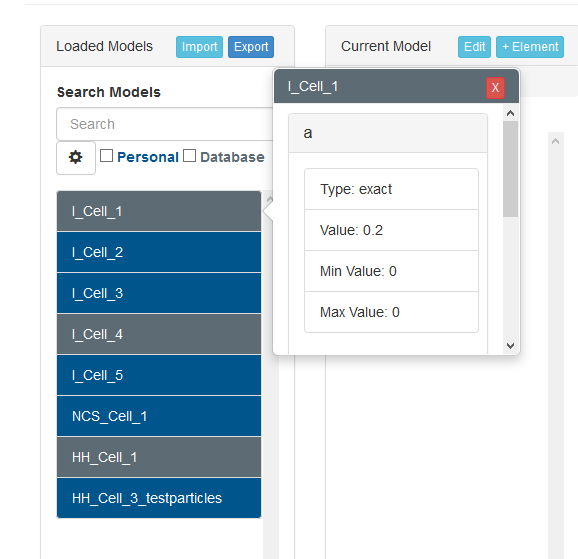 Loaded Models Import Export
Current Model Edit + Element
Search Models
Search
Personal Database
I_Cell_1
I_Cell_2
I_Cell_3
I_Cell_4
I_Cell_5
NCS_Cell_1
HH_Cell_1
HH_Cell_3_testparticles
I_Cell_1 X
a
Type: exact
Value: 0.2
Min Value: 0
Max Value: 0